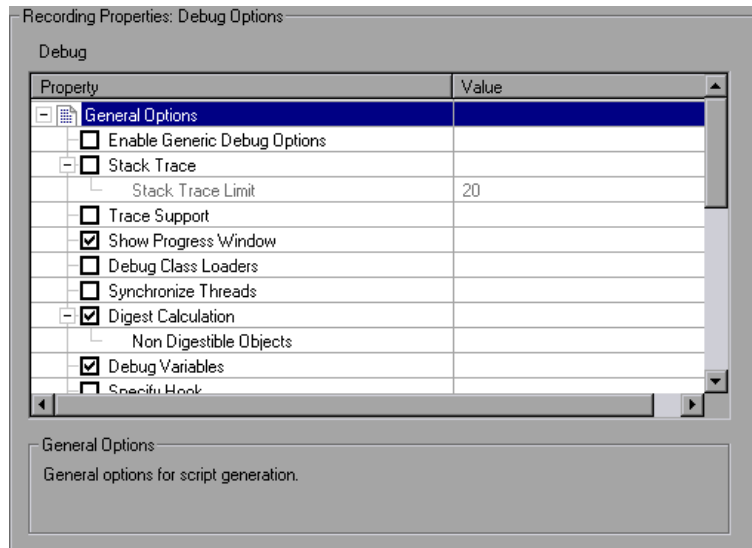 Recording Properties: Debug Options
Debug
Property Value
General Options
Enable Generic Debug Options
Stack Trace
Stack Trace Limit 20
Trace Support
Show Progress Window
Debug Class Loaders
Synchronize Threads
Digest Calculation
Non Digestible Objects
Debug Variables
Specify Hook
General Options
General options for script generation.